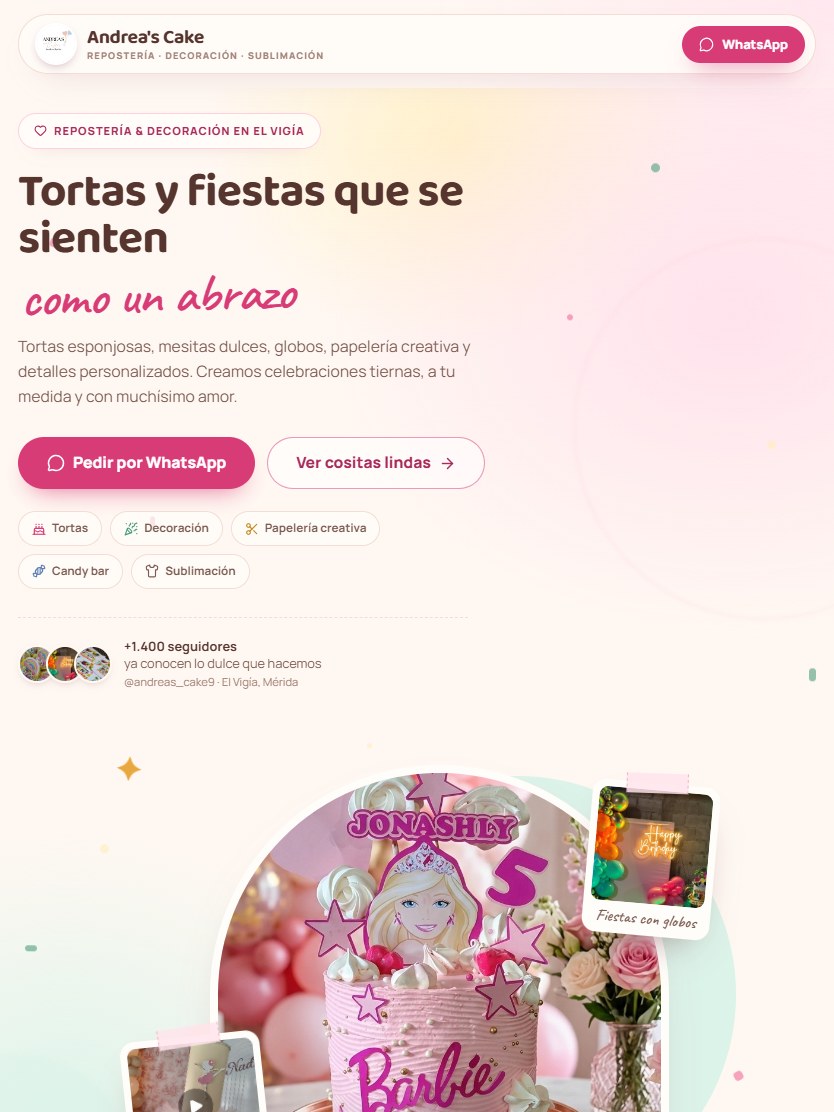 ANDREA'S
Andrea's Cake
REPOSTERÍA · DECORACIÓN · SUBLIMACIÓN
WhatsApp
REPOSTERÍA & DECORACIÓN EN EL VIGÍA
Tortas y fiestas que se
sienten
como un abrazo
Tortas esponjosas, mesitas dulces, globos, papelería creativa y
detalles personalizados. Creamos celebraciones tiernas, a tu
medida y con muchísimo amor.
Pedir por WhatsApp
Ver cositas lindas
Tortas
Decoración
Papelería creativa
Candy bar
Sublimación
+1.400 seguidores
ya conocen lo dulce que hacemos
@andreas_cake9 · El Vigía, Mérida
JONASHLY
5
Happy
Birthday
Fiestas con globos
Barbie